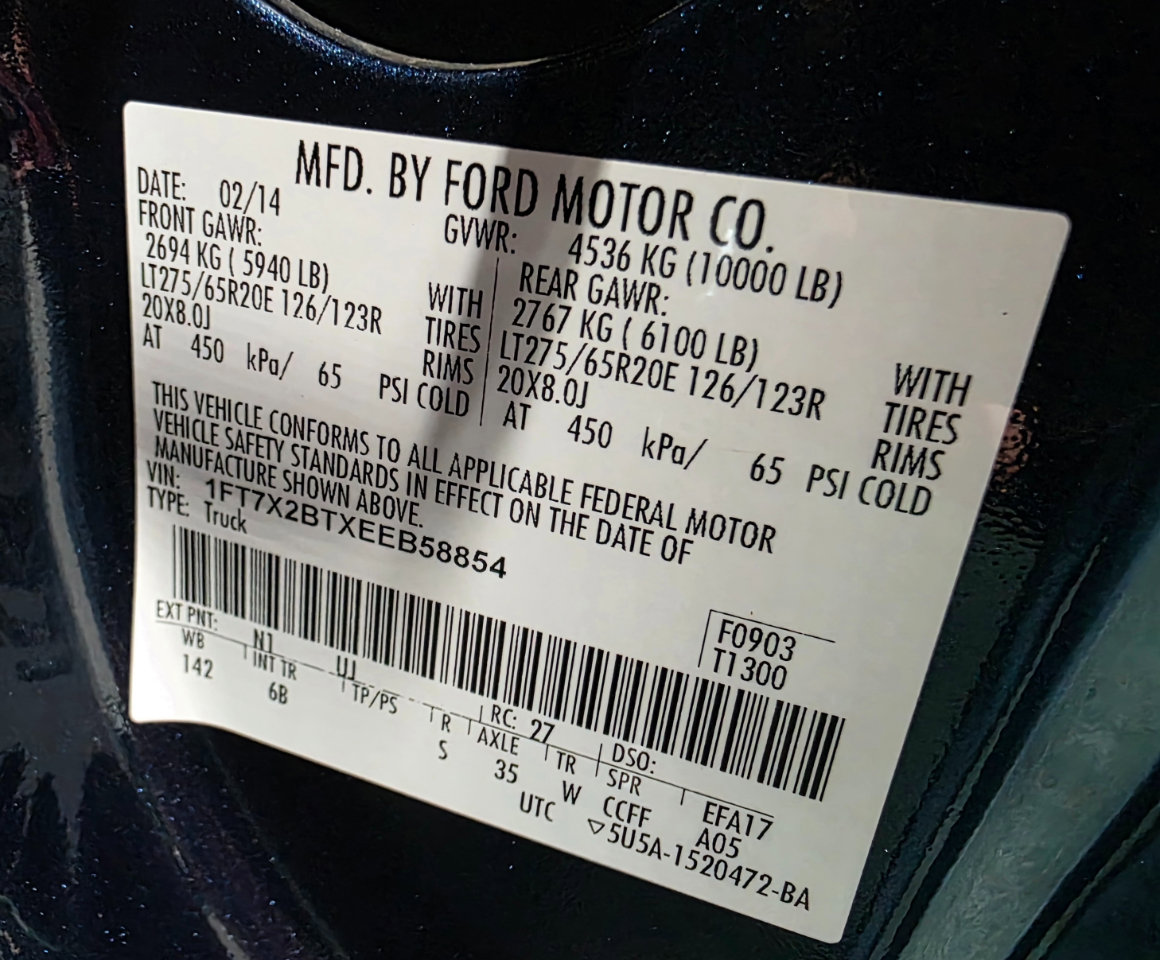 MFD. BY FORD MOTOR CO.
DATE: 02/14 GVWR: 4536 KG (10000 LB)
FRONT GAWR: REAR GAWR:
2694 KG ( 5940 LB) WITH 2767 KG ( 6100 LB) WITH
LT275/65R20E 126/123R TIRES LT275/65R20E 126/123R TIRES
20X8.0J RIMS 20X8.0J RIMS
AT 450 kPa/ 65 PSI COLD AT 450 kPa/ 65 PSI COLD
THIS VEHICLE CONFORMS TO ALL APPLICABLE FEDERAL MOTOR
VEHICLE SAFETY STANDARDS IN EFFECT ON THE DATE OF
MANUFACTURE SHOWN ABOVE.
VIN: 1FT7X2BTXEEB58854
TYPE: Truck
F0903
T1300
EXT PNT: N1 UJ RC: 27 DSO:
WB INT TR TP/PS R AXLE TR SPR EFA17
142 6B S 35 W CCFF A05
UTC ▽5U5A-1520472-BA